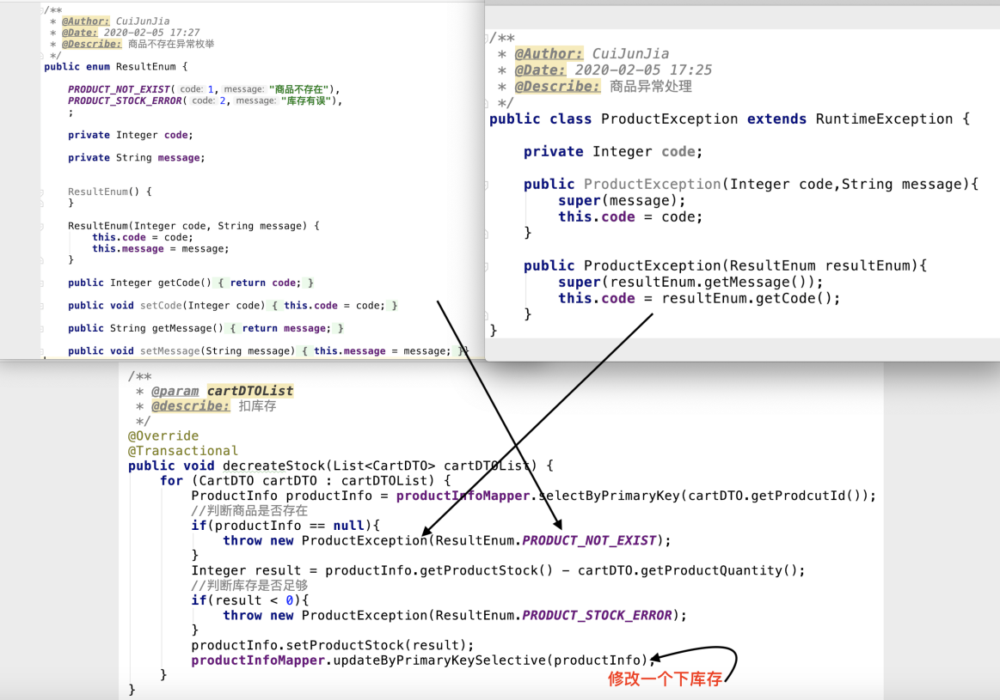 /**
 * @Author: CuiJunJia
 * @Date: 2020-02-05 17:27
 * @Describe: 商品不存在异常枚举
 */
public enum ResultEnum {
PRODUCT_NOT_EXIST( code: 1, message: "商品不存在"),
PRODUCT_STOCK_ERROR( code: 2, message: "库存有误"),
;
private Integer code;
private String message;
ResultEnum() {
}
ResultEnum(Integer code, String message) {
this.code = code;
this.message = message;
}
public Integer getCode() { return code; }
public void setCode(Integer code) { this.code = code; }
public String getMessage() { return message; }
public void setMessage(String message) { this.message = message; }}
/**
 * @Author: CuiJunJia
 * @Date: 2020-02-05 17:25
 * @Describe: 商品异常处理
 */
public class ProductException extends RuntimeException {
private Integer code;
public ProductException(Integer code,String message){
super(message);
this.code = code;
}
public ProductException(ResultEnum resultEnum){
super(resultEnum.getMessage());
this.code = resultEnum.getCode();
}
}
/**
 * @param cartDTOList
 * @describe: 扣库存
 */
@Override
@Transactional
public void decreateStock(List<CartDTO> cartDTOList) {
for (CartDTO cartDTO : cartDTOList) {
ProductInfo productInfo = productInfoMapper.selectByPrimaryKey(cartDTO.getProdcutId());
//判断商品是否存在
if(productInfo == null){
throw new ProductException(ResultEnum.PRODUCT_NOT_EXIST);
}
Integer result = productInfo.getProductStock() - cartDTO.getProductQuantity();
//判断库存是否足够
if(result < 0){
throw new ProductException(ResultEnum.PRODUCT_STOCK_ERROR);
}
productInfo.setProductStock(result);
productInfoMapper.updateByPrimaryKeySelective(productInfo);
修改一个下库存
}
}